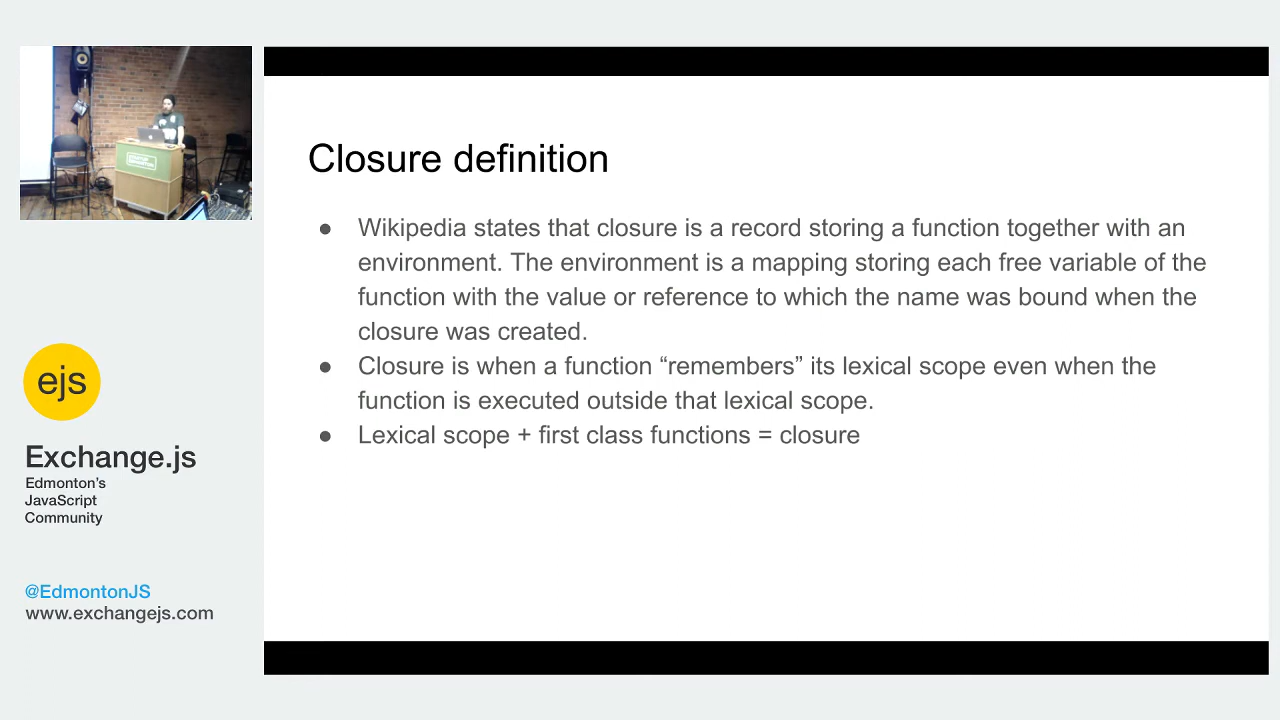 Closure definition
● Wikipedia states that closure is a record storing a function together with an
environment. The environment is a mapping storing each free variable of the
function with the value or reference to which the name was bound when the
closure was created.
● Closure is when a function “remembers” its lexical scope even when the
function is executed outside that lexical scope.
● Lexical scope + first class functions = closure
ejs
Exchange.js
Edmonton’s
JavaScript
Community
@EdmontonJS
www.exchangejs.com
STARTUP
EDMONTON